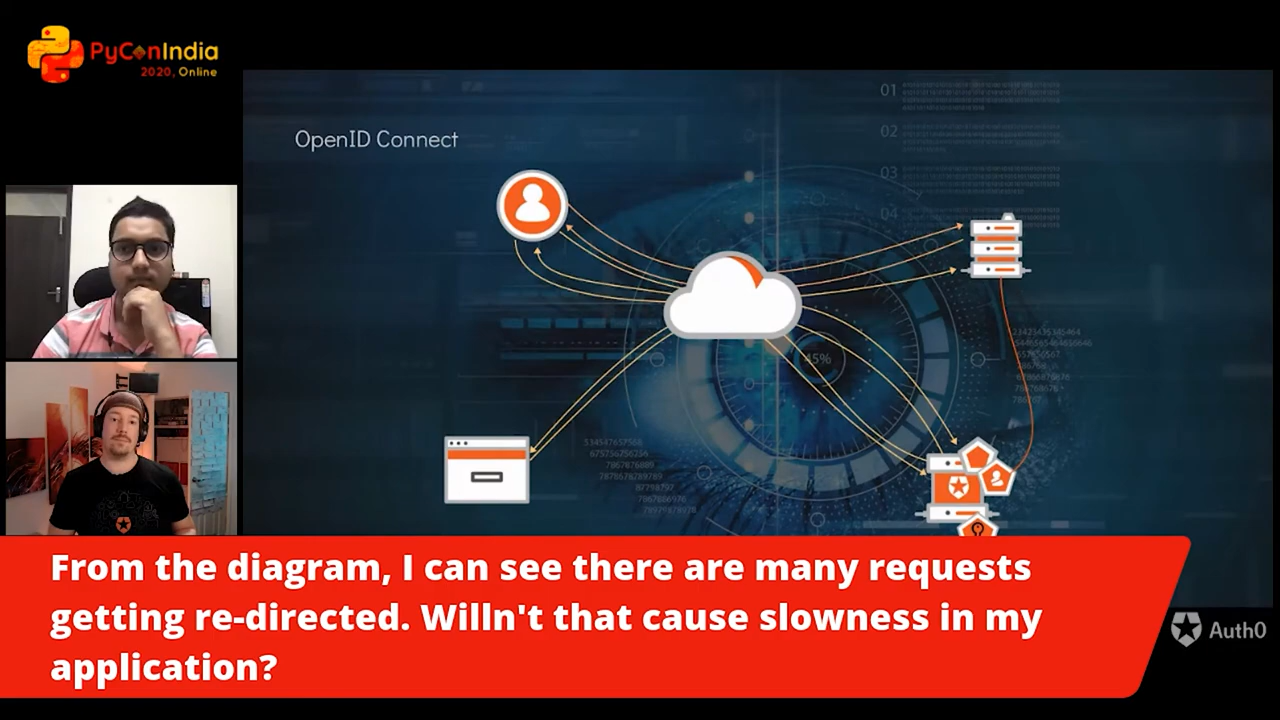 PyConIndia
2020, Online
OpenID Connect
01
02
03
04
45%
From the diagram, I can see there are many requests
getting re-directed. Willn't that cause slowness in my
application?
Auth0